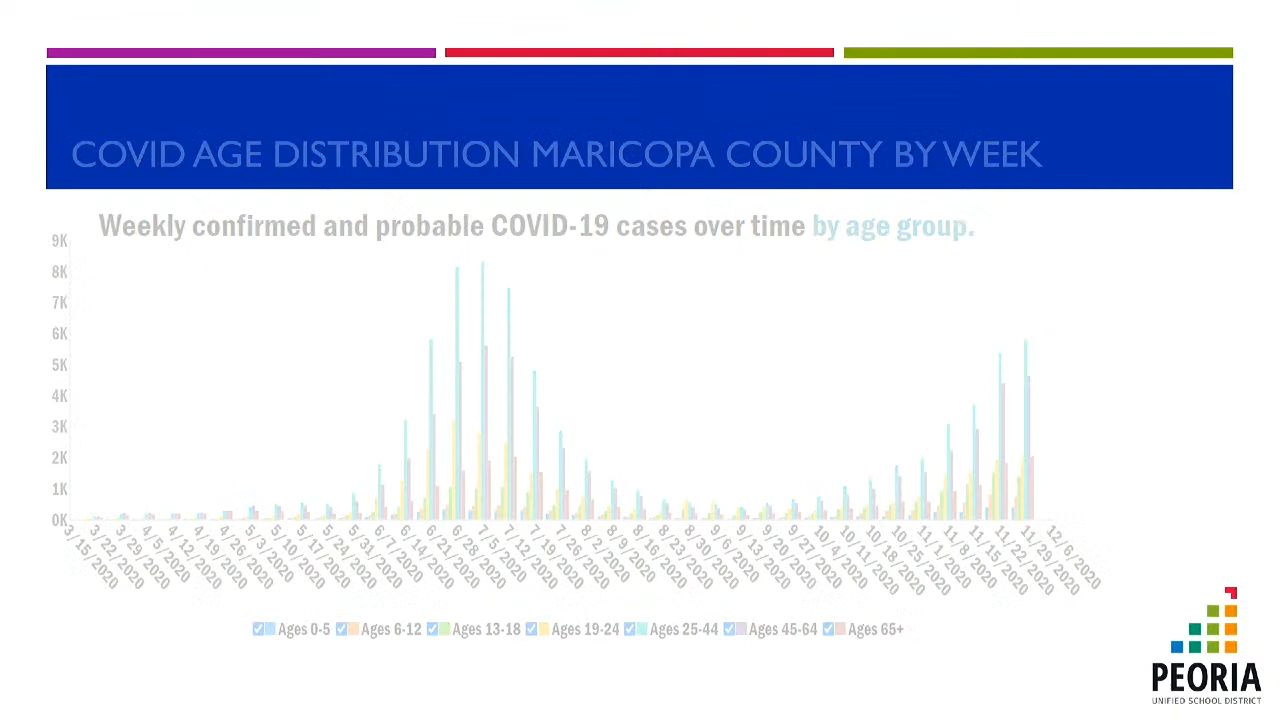 COVID AGE DISTRIBUTION MARICOPA COUNTY BY WEEK
Weekly confirmed and probable COVID-19 cases over time by age group.
9K
8K
7K
6K
5K
4K
3K
2K
1K
0K
3/15/2020
3/22/2020
3/29/2020
4/5/2020
4/12/2020
4/19/2020
4/26/2020
5/3/2020
5/10/2020
5/17/2020
5/24/2020
5/31/2020
6/7/2020
6/14/2020
6/21/2020
6/28/2020
7/5/2020
7/12/2020
7/19/2020
7/26/2020
8/2/2020
8/9/2020
8/16/2020
8/23/2020
8/30/2020
9/6/2020
9/13/2020
9/20/2020
9/27/2020
10/4/2020
10/11/2020
10/18/2020
10/25/2020
11/1/2020
11/8/2020
11/15/2020
11/22/2020
11/29/2020
12/6/2020
Ages 0-5 Ages 6-12 Ages 13-18 Ages 19-24 Ages 25-44 Ages 45-64 Ages 65+
PEORIA
UNIFIED SCHOOL DISTRICT